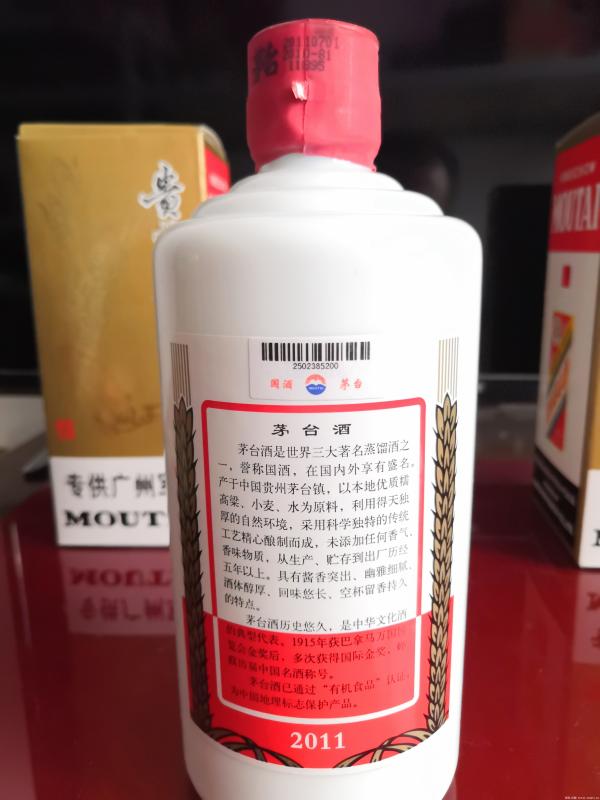 20110701
2010-81
11895
貴
MOUTAI
专供广州军
MOUT
2502385200
国酒 茅台
茅台酒
茅台酒是世界三大著名蒸馏酒之
一，誉称国酒，在国内外享有盛名。
产于中国贵州茅台镇，以本地优质糯
高粱、小麦、水为原料，利用得天独
厚的自然环境，采用科学独特的传统
工艺精心酿制而成，未添加任何香气、
香味物质，从生产、贮存到出厂历经
五年以上。具有酱香突出、幽雅细腻、
酒体醇厚、回味悠长、空杯留香持久
的特点。
茅台酒历史悠久，是中华文化酒
的典型代表。1915年获巴拿马万国博
览会金奖后，多次获得国际金奖，蝉
联历届中国名酒称号。
茅台酒已通过“有机食品”认证，
为中国地理标志保护产品。
2011